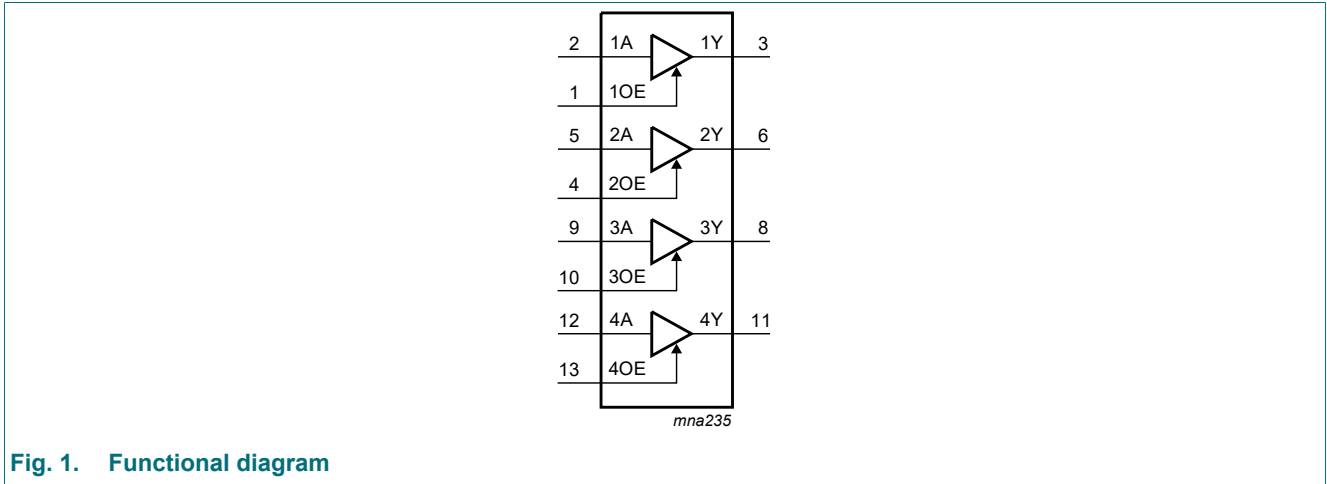 2 1A 1Y 3
1 1OE
5 2A 2Y 6
4 2OE
9 3A 3Y 8
10 3OE
12 4A 4Y 11
13 4OE
mna235
Fig. 1. Functional diagram